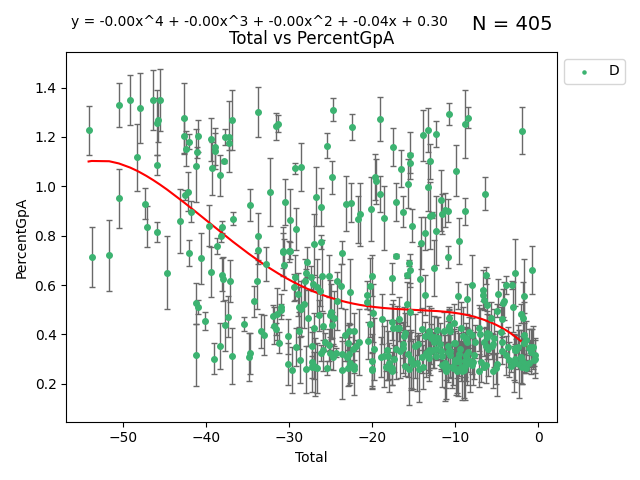 y = -0.00x^4 + -0.00x^3 + -0.00x^2 + -0.04x + 0.30
N = 405
Total vs PercentGpA
D
1.4
1.2
1.0
0.8
0.6
0.4
0.2
PercentGpA
−50
−40
−30
−20
−10
0
Total